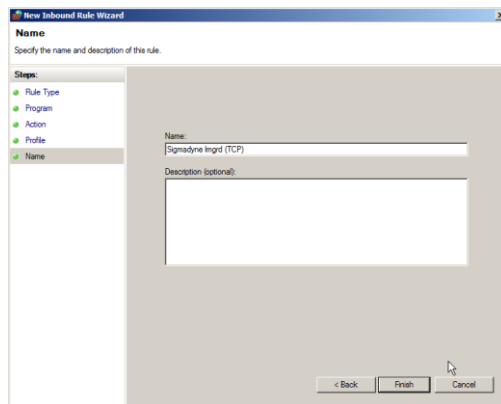 New Inbound Rule Wizard
Name
Specify the name and description of this rule.
Steps:
Rule Type
Program
Action
Profile
Name
Name:
Sigmadyne lmgrd (TCP)
Description (optional):
< Back
Finish
Cancel